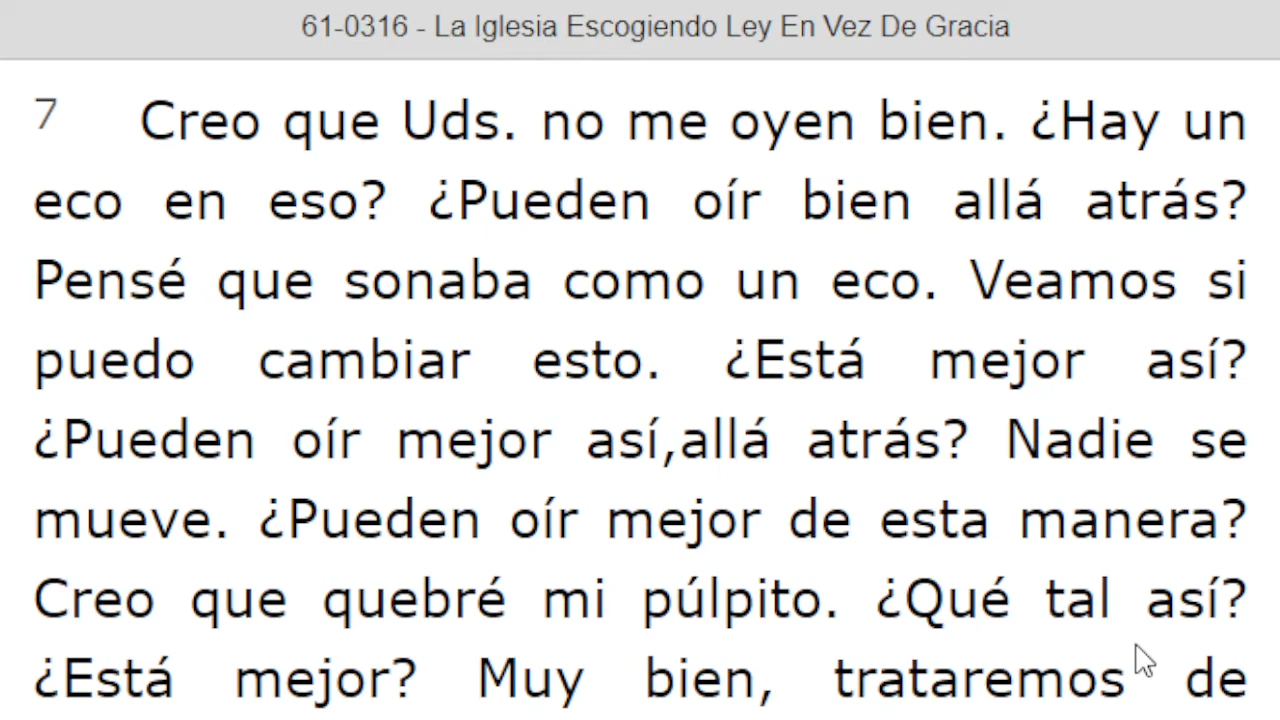 61-0316 - La Iglesia Escogiendo Ley En Vez De Gracia
7 Creo que Uds. no me oyen bien. ¿Hay un
eco en eso? ¿Pueden oír bien allá atrás?
Pensé que sonaba como un eco. Veamos si
puedo cambiar esto. ¿Está mejor así?
¿Pueden oír mejor así,allá atrás? Nadie se
mueve. ¿Pueden oír mejor de esta manera?
Creo que quebré mi púlpito. ¿Qué tal así?
¿Está mejor? Muy bien, trataremos de